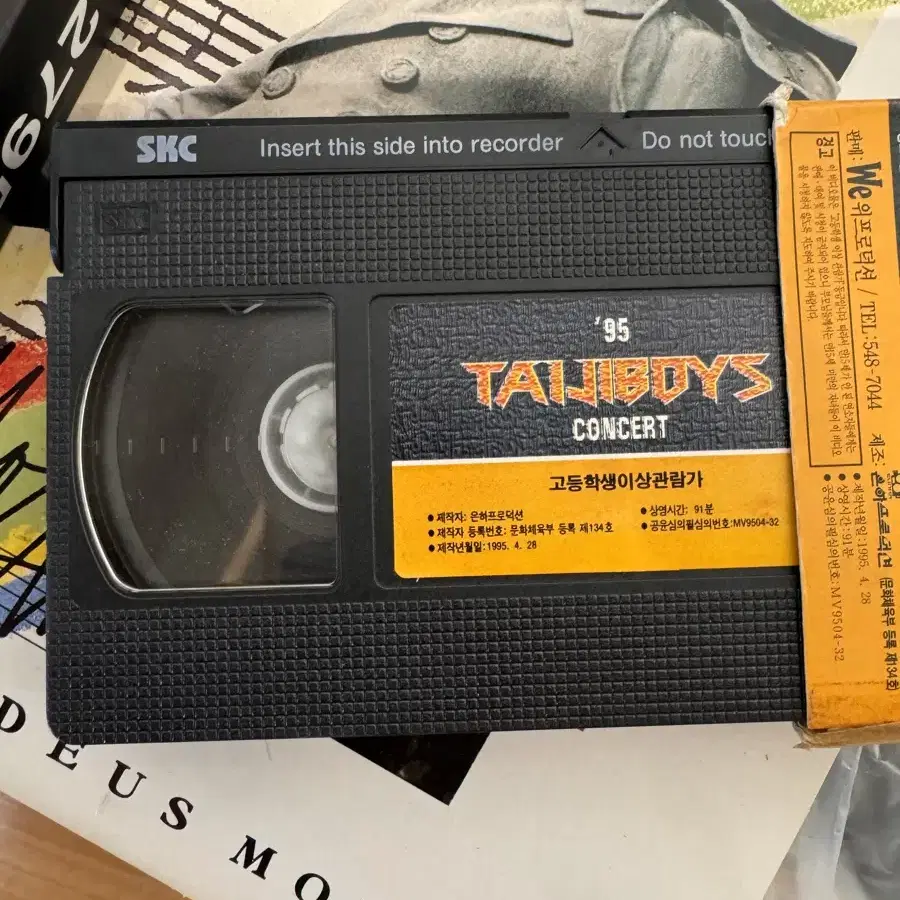 SKC
Insert this side into recorder
Do not touch
'95
TAIJIBOYS
CONCERT
고등학생이상관람가
● 제작자: 은하프로덕션
● 제작자 등록번호: 문화체육부 등록 제134호
● 제작년월일: 1995. 4. 28
● 상영시간: 91분
● 공윤심의필심의번호: MV9504-32
판매: We 위프로덕션 / TEL:548-7044
경고
제조: 은하프로덕션 (문화체육부 등록 제134호
● 제작년월일: 1995. 4. 28
● 상영시간: 91분
● 공윤심의필심의번호: MV9504-32
279
DEUS MO